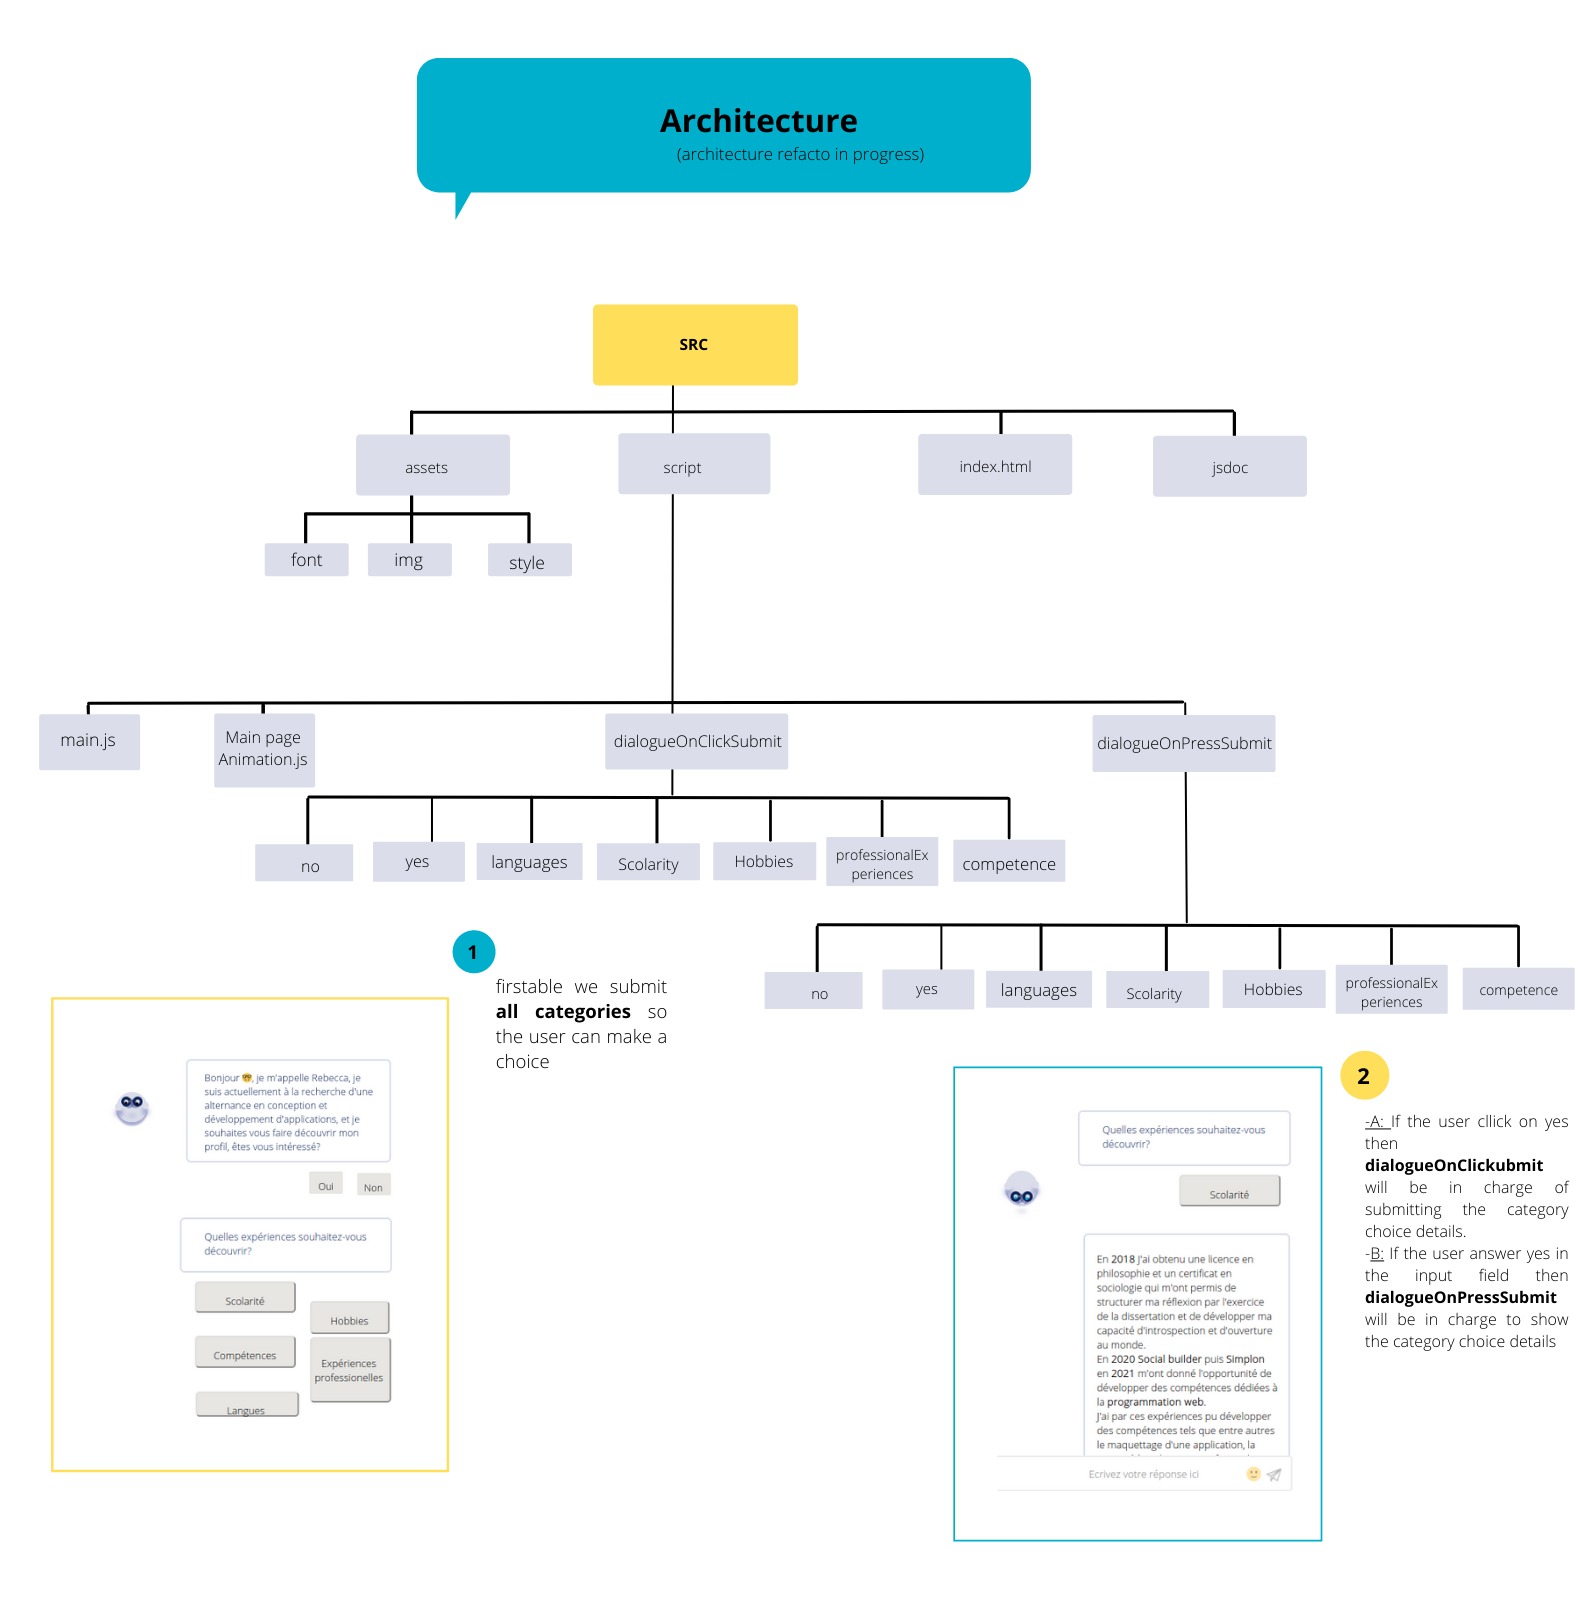 Architecture
(architecture refacto in progress)
SRC
assets
script
index.html
jsdoc
font
img
style
main.js
Main page
Animation.js
dialogueOnClickSubmit
dialogueOnPressSubmit
no
yes
languages
Scolarity
Hobbies
professionalEx
periences
competence
no
yes
languages
Scolarity
Hobbies
professionalEx
periences
competence
1
firstable we submit
all categories so
the user can make a
choice
Bonjour 🤓, je m'appelle Rebecca, je
suis actuellement à la recherche d'une
alternance en conception et
développement d'applications, et je
souhaites vous faire découvrir mon
profil, êtes vous intéressé?
Oui
Non
Quelles expériences souhaitez-vous
découvrir?
Scolarité
Hobbies
Compétences
Expériences
professionelles
Langues
2
-A: If the user cllick on yes
then
dialogueOnClickubmit
will be in charge of
submitting the category
choice details.
-B: If the user answer yes in
the input field then
dialogueOnPressSubmit
will be in charge to show
the category choice details
Quelles expériences souhaitez-vous
découvrir?
Scolarité
En 2018 J'ai obtenu une licence en
philosophie et un certificat en
sociologie qui m'ont permis de
structurer ma réflexion par l'exercice
de la dissertation et de développer ma
capacité d'introspection et d'ouverture
au monde.
En 2020 Social builder puis Simplon
en 2021 m'ont donné l'opportunité de
développer des compétences dédiées à
la programmation web.
J'ai par ces expériences pu développer
des compétences tels que entre autres
le maquettage d'une application, la
Ecrivez votre réponse ici